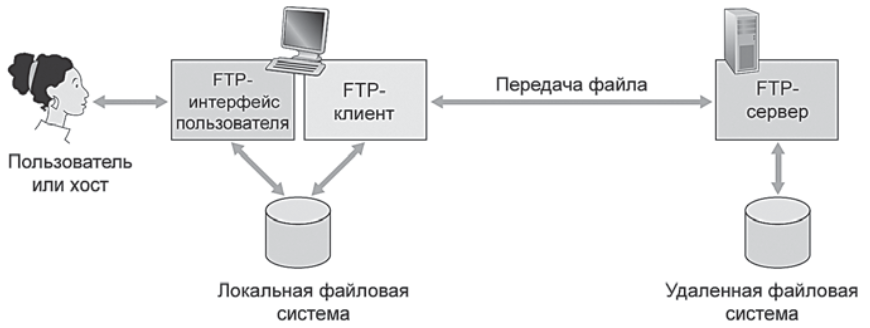 FTP-
интерфейс
пользователя
FTP-
клиент
Передача файла
FTP-
сервер
Пользователь
или хост
Локальная файловая
система
Удаленная файловая
система